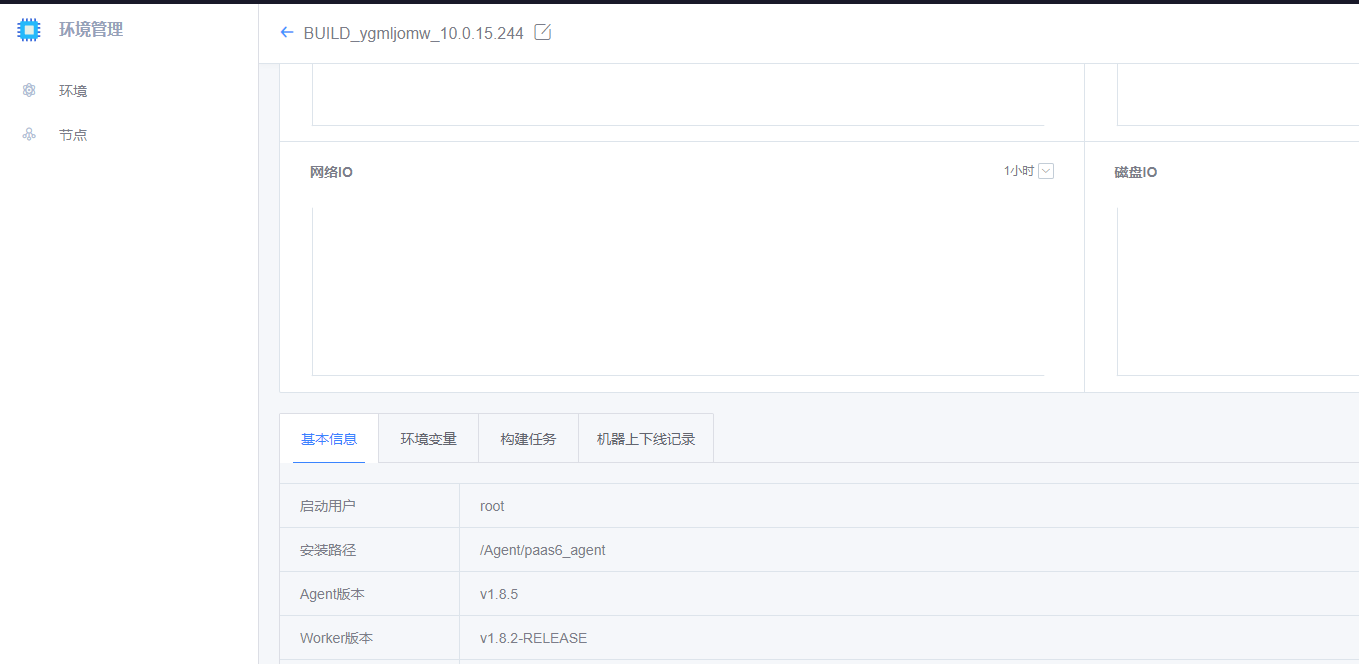 环境管理
环境
节点
BUILD_ygmljomw_10.0.15.244
网络IO
1小时
磁盘IO
基本信息
环境变量
构建任务
机器上下线记录
启动用户 root
安装路径 /Agent/paas6_agent
Agent版本 v1.8.5
Worker版本 v1.8.2-RELEASE